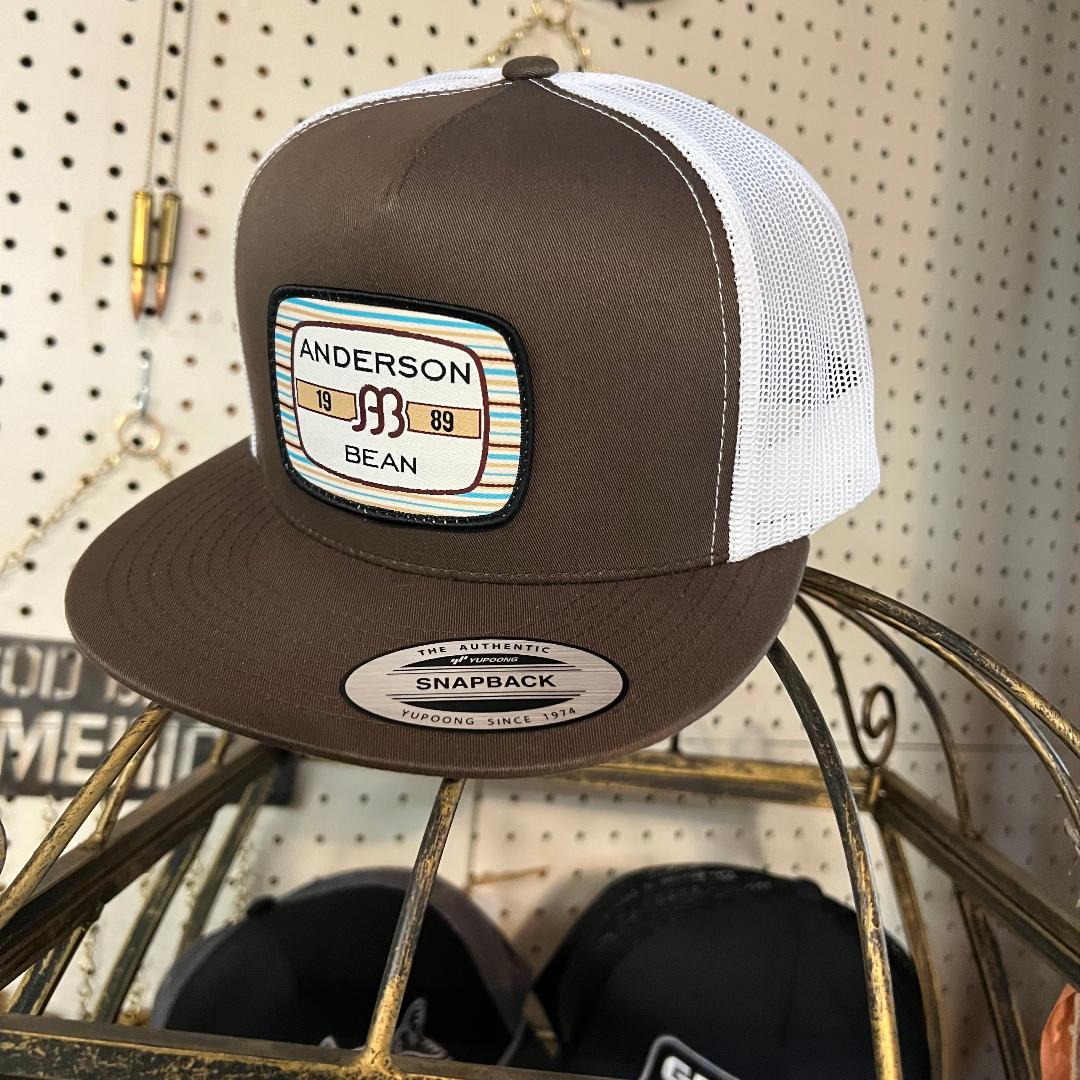 ANDERSON
19 89
BEAN
THE AUTHENTIC
YUPOONG
SNAPBACK
YUPOONG SINCE 1974